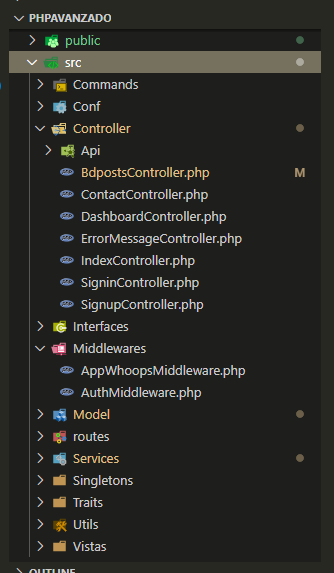 PHPAVANZADO
public
src
Commands
Conf
Controller
Api
BdpostsController.php M
ContactController.php
DashboardController.php
ErrorMessageController.php
IndexController.php
SigninController.php
SignupController.php
Interfaces
Middlewares
AppWhoopsMiddleware.php
AuthMiddleware.php
Model
routes
Services
Singletons
Traits
Utils
Vistas
OUTLINE